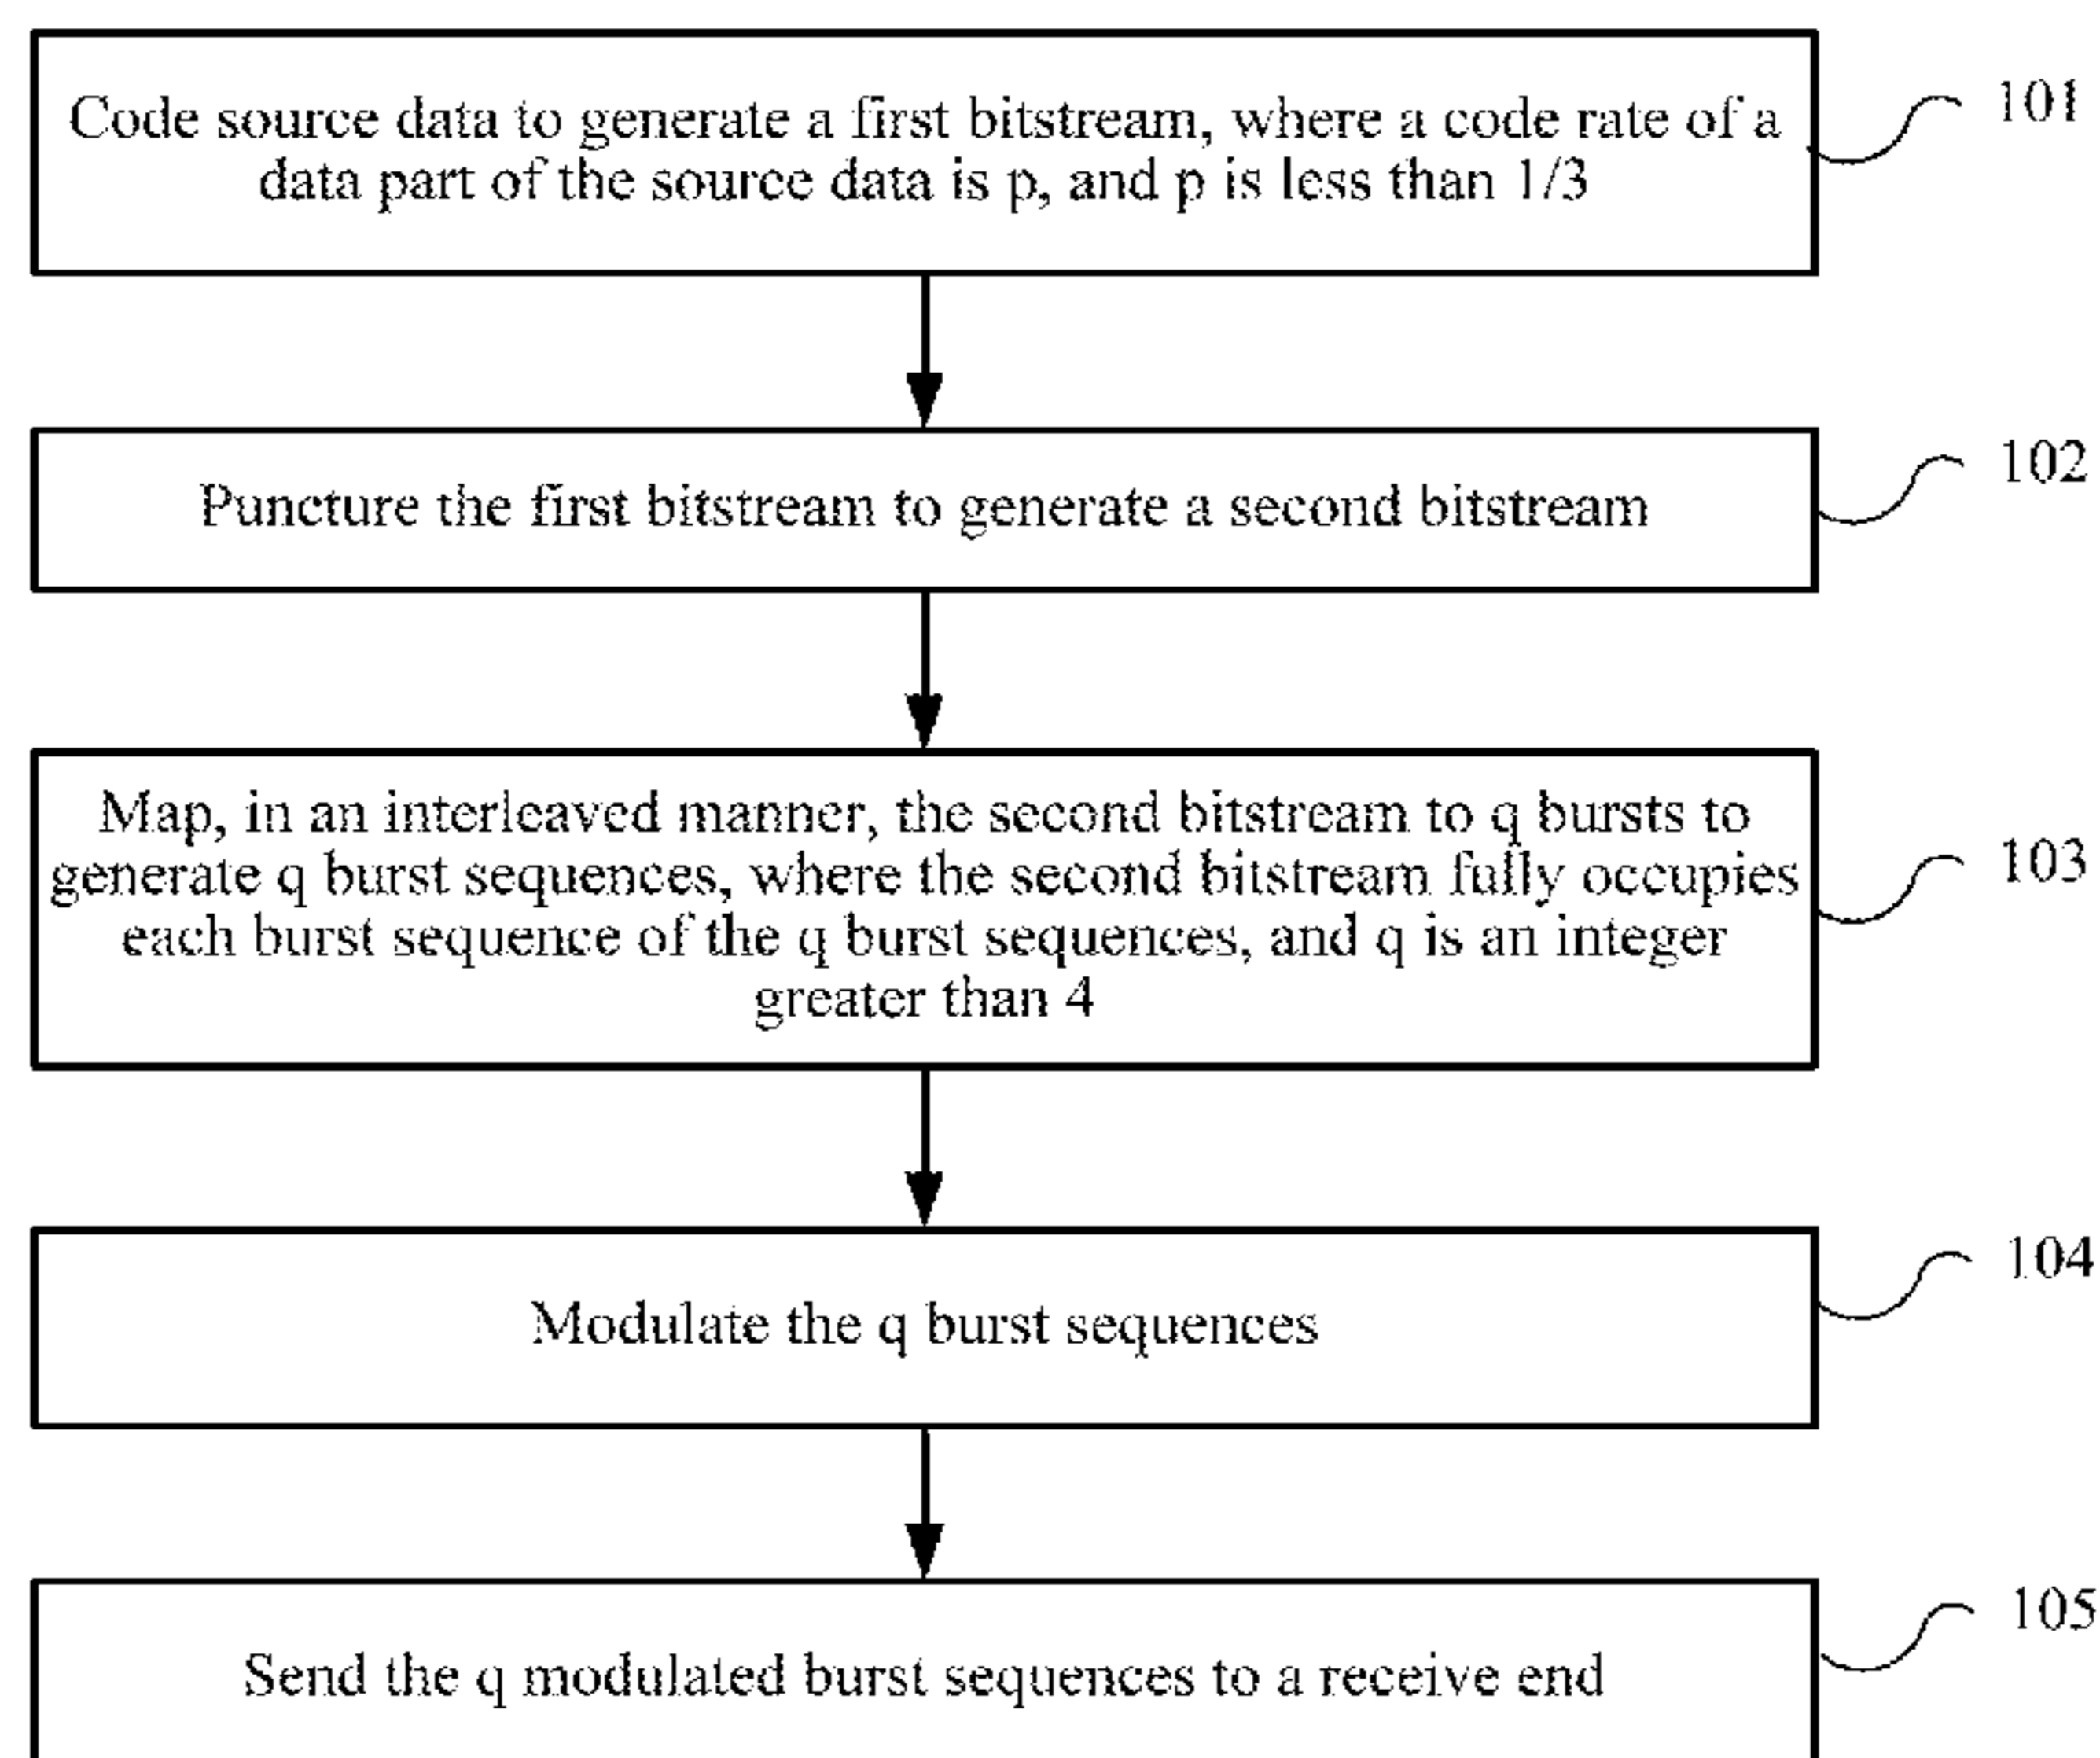 Code source data to generate a first bitstream, where a code rate of a
data part of the source data is p, and p is less than 1/3
101
Puncture the first bitstream to generate a second bitstream
102
Map, in an interleaved manner, the second bitstream to q bursts to
generate q burst sequences, where the second bitstream fully occupies
each burst sequence of the q burst sequences, and q is an integer
greater than 4
103
Modulate the q burst sequences
104
Send the q modulated burst sequences to a receive end
105